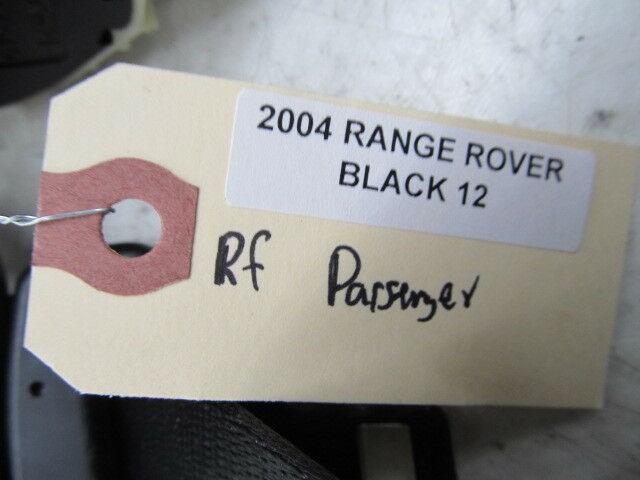 2004 RANGE ROVER
BLACK 12
Rf Passenger